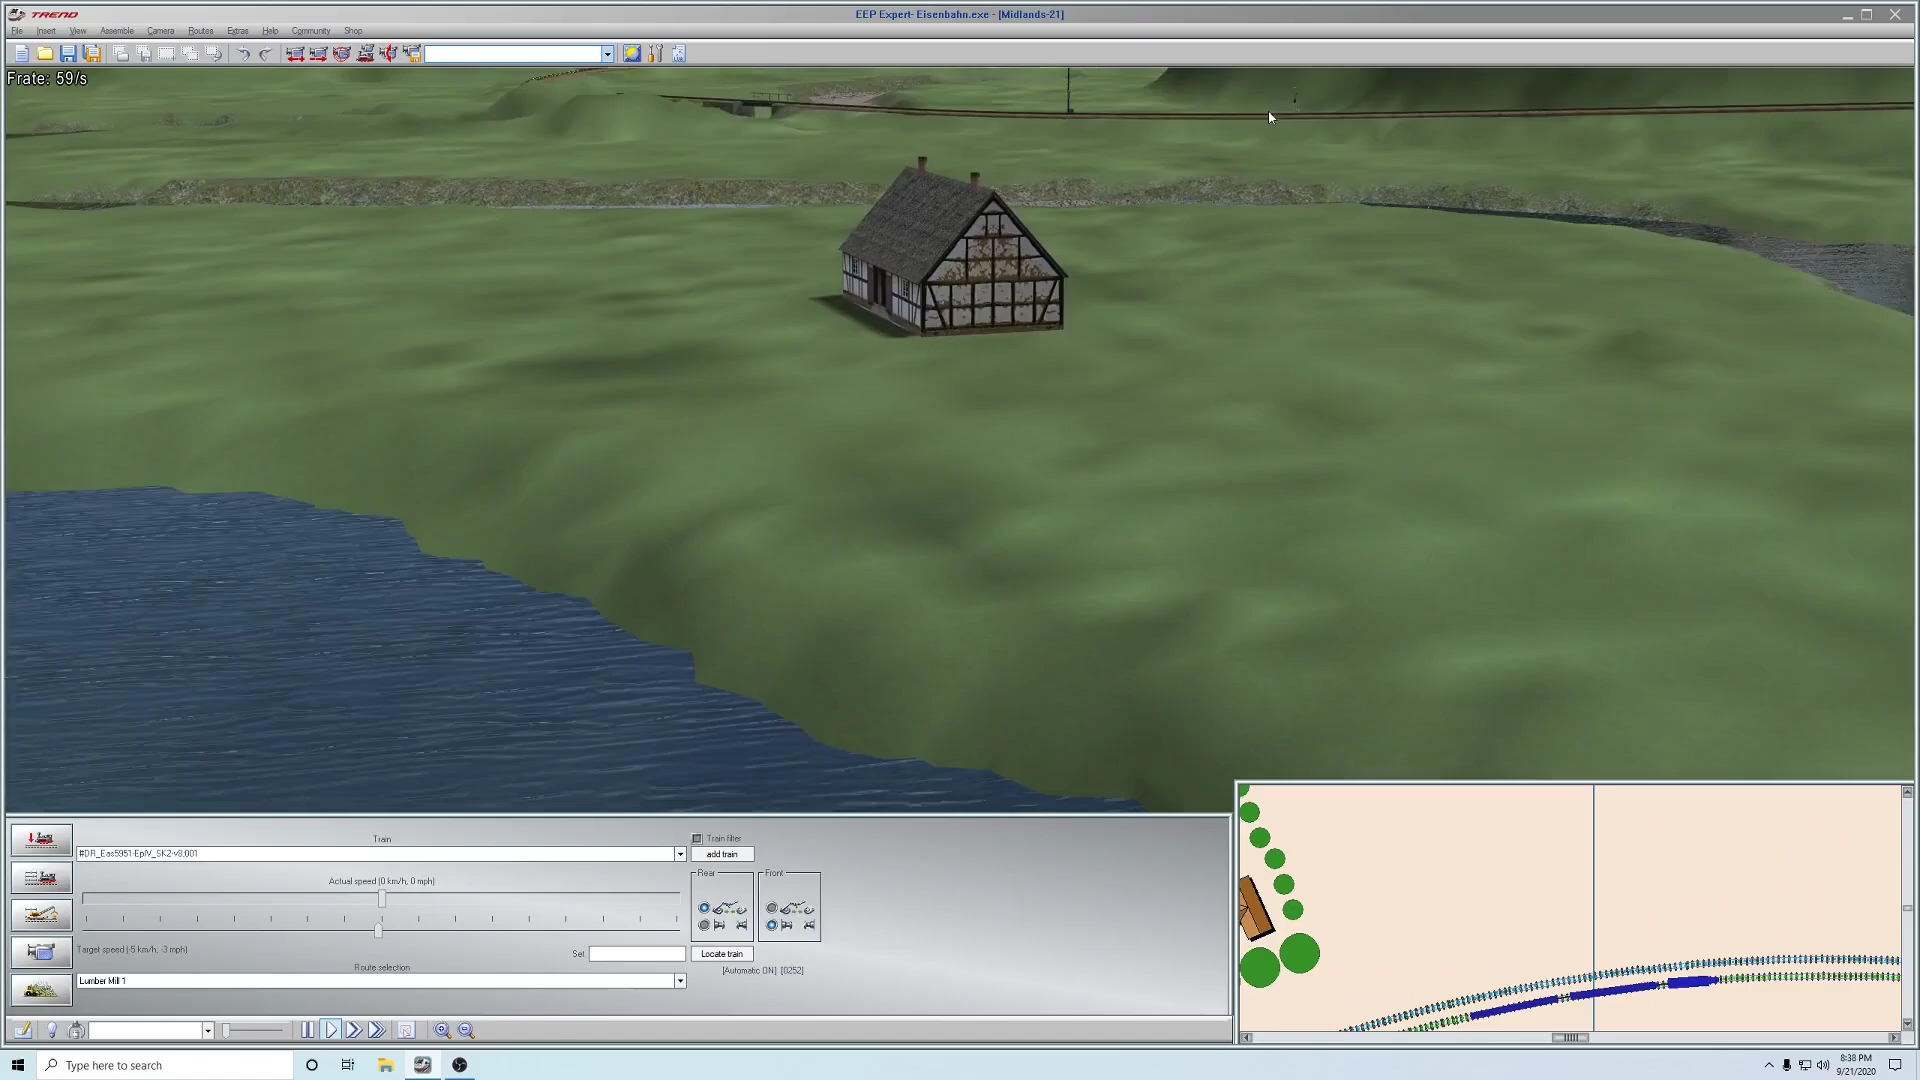 TREND
EEP Expert- Eisenbahn.exe - [Midlands-21]
File Insert View Assemble Camera Routes Extras Help Community Shop
Frate: 59/s
Train
Train filter
#DR_Eas5951-EpIV_SK2-v8;001
add train
Rear
Front
Actual speed (0 km/h, 0 mph)
Target speed (-5 km/h, -3 mph)
Set
Locate train
Route selection
[Automatic ON] [0252]
Lumber Mill 1
Type here to search
8:38 PM
9/21/2020